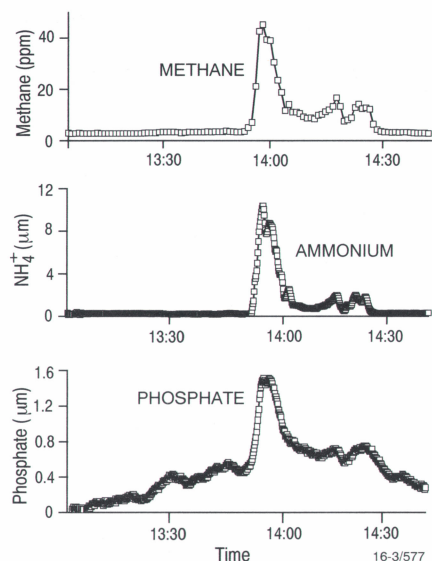 Methane (ppm)
40
20
0
METHANE
13:30 14:00 14:30
NH4+ (μm)
12
8
4
0
AMMONIUM
13:30 14:00 14:30
Phosphate (μm)
1.6
1.2
0.8
0.4
0
PHOSPHATE
13:30 14:00 14:30
Time
16-3/577